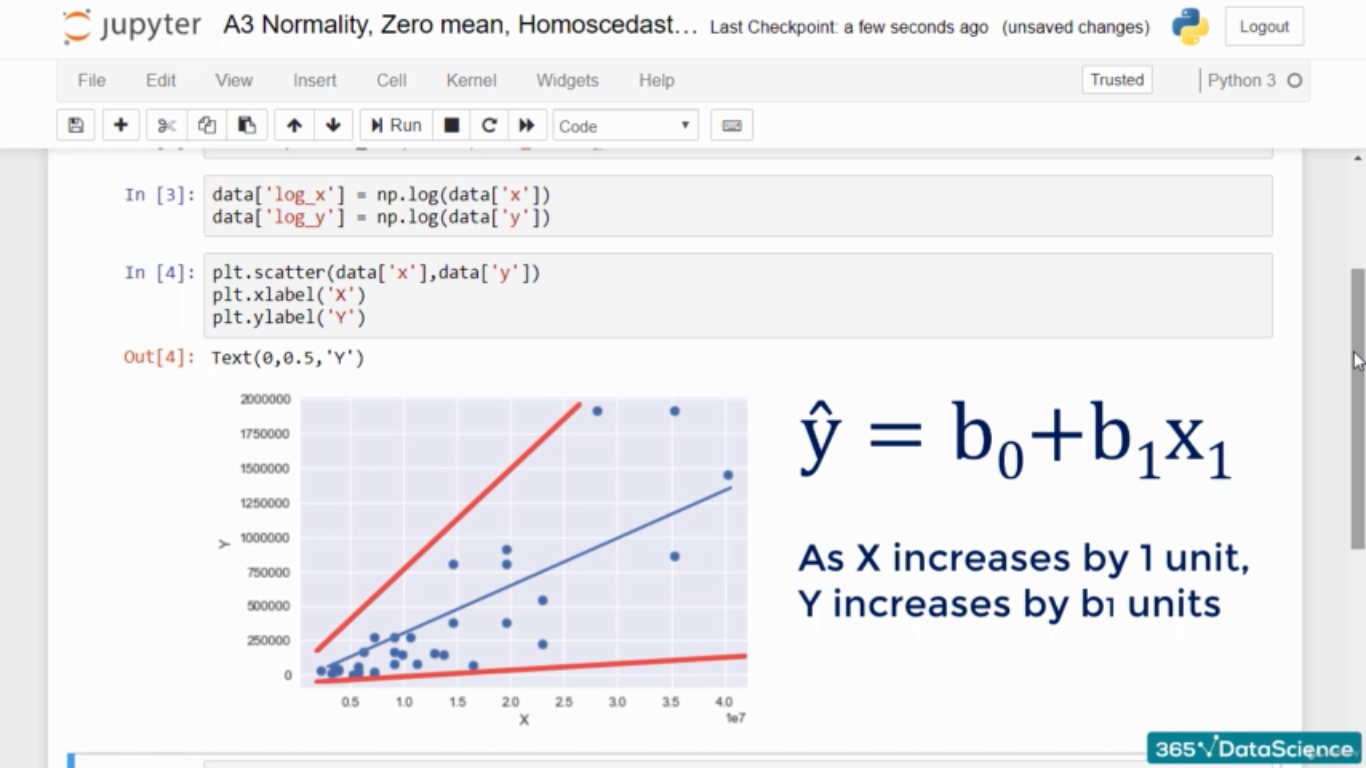 jupyter A3 Normality, Zero mean, Homoscedast... Last Checkpoint: a few seconds ago (unsaved changes) Logout
File Edit View Insert Cell Kernel Widgets Help Trusted Python 3
Run Code
In [3]: data['log_x'] = np.log(data['x'])
data['log_y'] = np.log(data['y'])
In [4]: plt.scatter(data['x'],data['y'])
plt.xlabel('X')
plt.ylabel('Y')
Out[4]: Text(0,0.5,'Y')
2000000
1750000
1500000
1250000
1000000
750000
500000
250000
0
Y
0.5 1.0 1.5 2.0 2.5 3.0 3.5 4.0
X 1e7
ŷ = b₀+b₁x₁
As X increases by 1 unit,
Y increases by b₁ units
365 DataScience